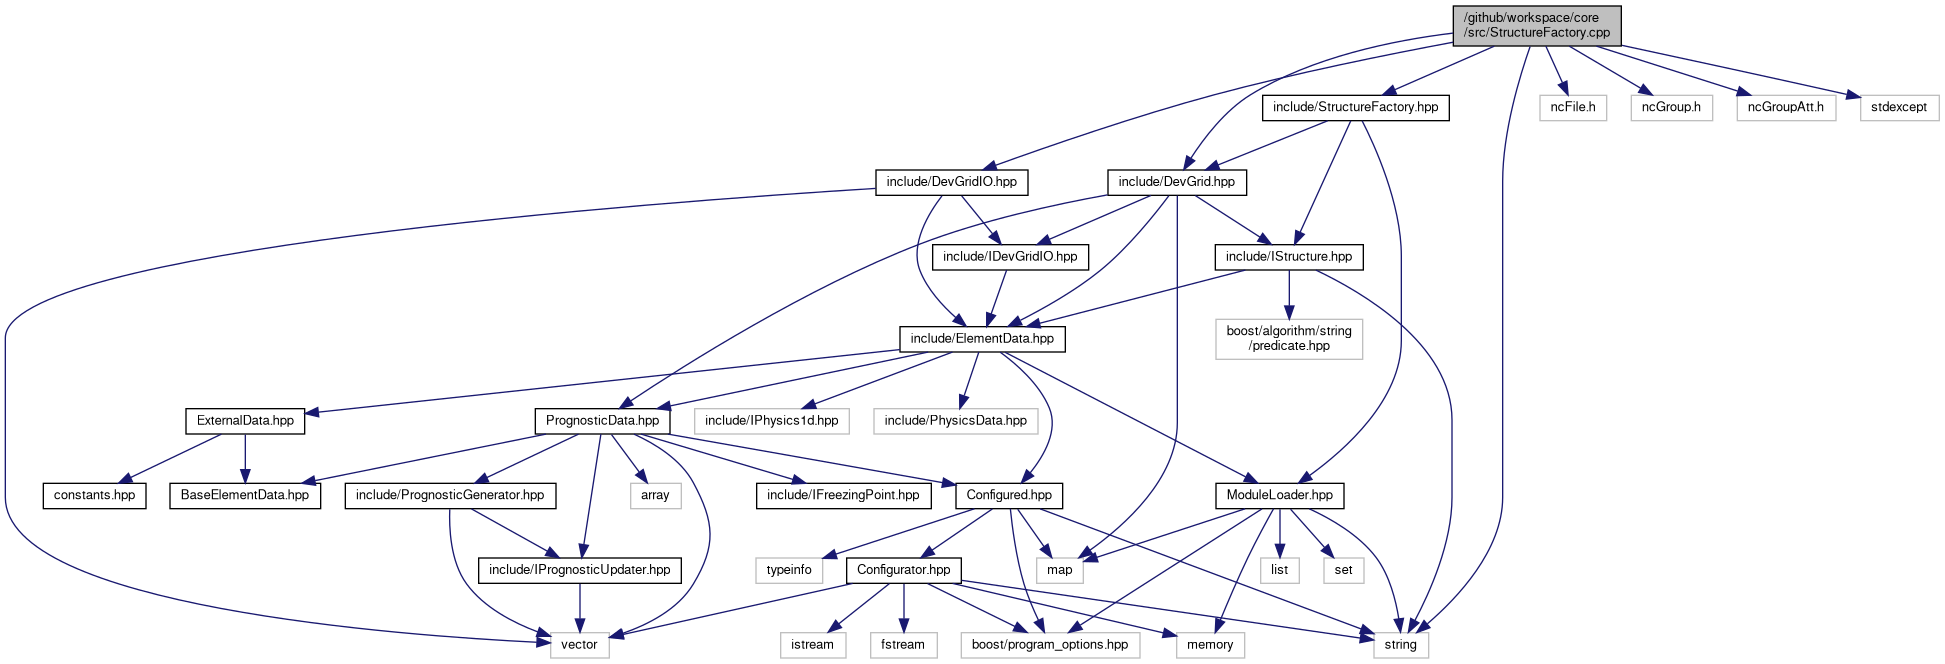 /github/workspace/core
/src/StructureFactory.cpp
include/StructureFactory.hpp
ncFile.h
ncGroup.h
ncGroupAtt.h
stdexcept
include/DevGridIO.hpp
include/DevGrid.hpp
include/IDevGridIO.hpp
include/IStructure.hpp
include/ElementData.hpp
boost/algorithm/string
/predicate.hpp
ExternalData.hpp
PrognosticData.hpp
include/IPhysics1d.hpp
include/PhysicsData.hpp
constants.hpp
BaseElementData.hpp
include/PrognosticGenerator.hpp
array
include/IFreezingPoint.hpp
Configured.hpp
ModuleLoader.hpp
include/IPrognosticUpdater.hpp
typeinfo
Configurator.hpp
map
list
set
vector
istream
fstream
boost/program_options.hpp
memory
string